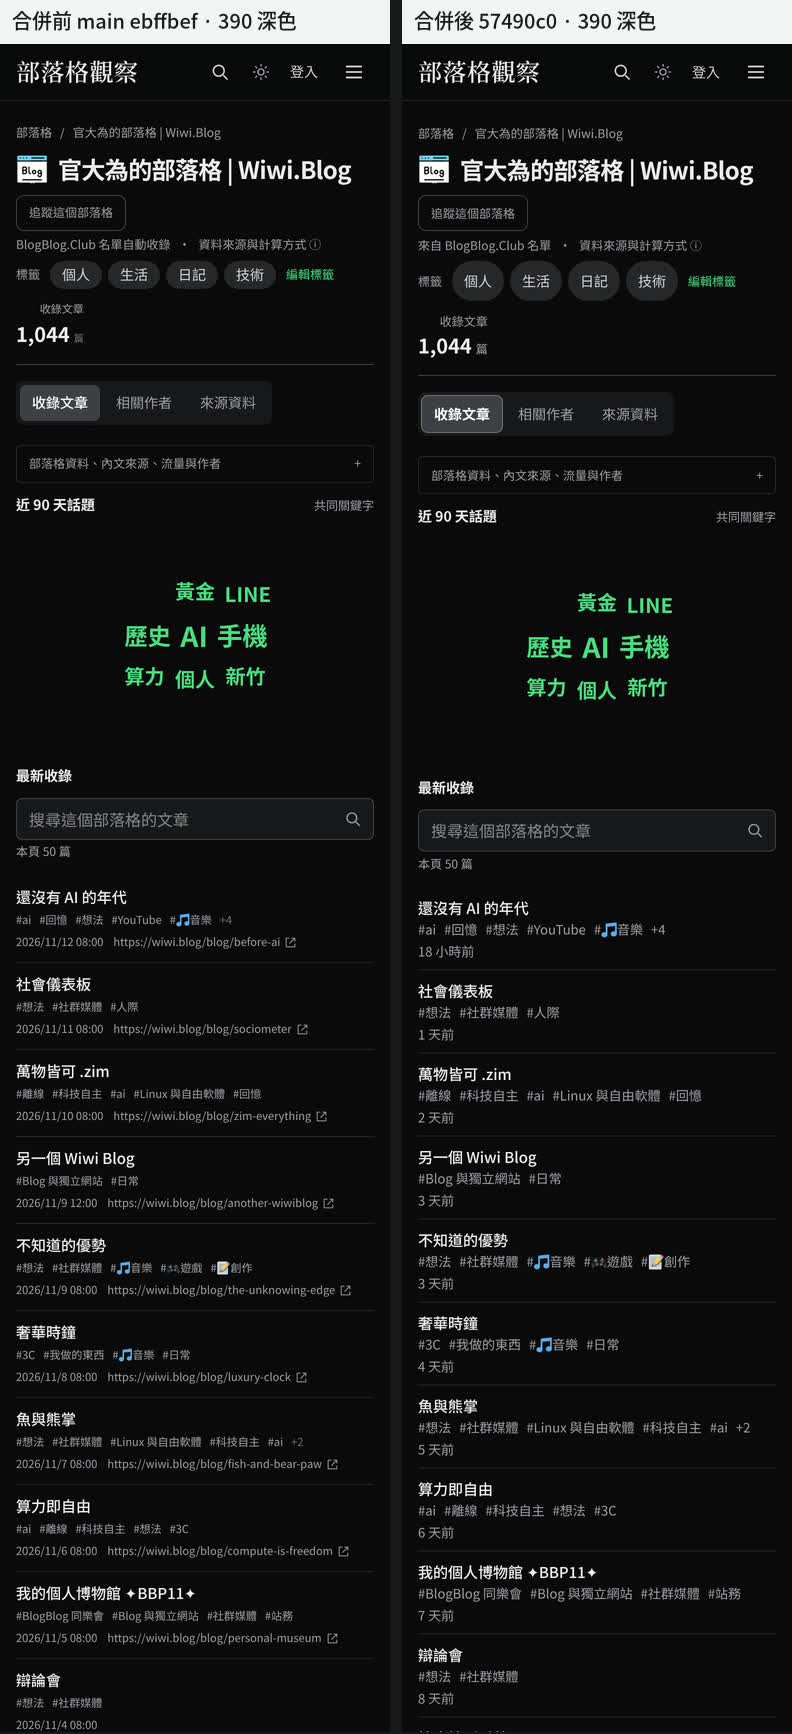 合併前 main ebffbef · 390 深色
部落格觀察
登入
部落格 / 官大為的部落格 | Wiwi.Blog
Blog 官大為的部落格 | Wiwi.Blog
追蹤這個部落格
BlogBlog.Club 名單自動收錄 · 資料來源與計算方式 ⓘ
標籤 個人 生活 日記 技術 編輯標籤
收錄文章
1,044 篇
收錄文章 相關作者 來源資料
部落格資料、內文來源、流量與作者 +
近 90 天話題 共同關鍵字
黃金 LINE
歷史 AI 手機
算力 個人 新竹
最新收錄
搜尋這個部落格的文章
本頁 50 篇
還沒有 AI 的年代
#ai #回憶 #想法 #YouTube #🎵音樂 +4
2026/11/12 08:00 https://wiwi.blog/blog/before-ai
社會儀表板
#想法 #社群媒體 #人際
2026/11/11 08:00 https://wiwi.blog/blog/sociometer
萬物皆可 .zim
#離線 #科技自主 #ai #Linux 與自由軟體 #回憶
2026/11/10 08:00 https://wiwi.blog/blog/zim-everything
另一個 Wiwi Blog
#Blog 與獨立網站 #日常
2026/11/9 12:00 https://wiwi.blog/blog/another-wiwiblog
不知道的優勢
#想法 #社群媒體 #🎵音樂 #🎮遊戲 #📝創作
2026/11/9 08:00 https://wiwi.blog/blog/the-unknowing-edge
奢華時鐘
#3C #我做的東西 #🎵音樂 #日常
2026/11/8 08:00 https://wiwi.blog/blog/luxury-clock
魚與熊掌
#想法 #社群媒體 #Linux 與自由軟體 #科技自主 #ai +2
2026/11/7 08:00 https://wiwi.blog/blog/fish-and-bear-paw
算力即自由
#ai #離線 #科技自主 #想法 #3C
2026/11/6 08:00 https://wiwi.blog/blog/compute-is-freedom
我的個人博物館 ✦BBP11✦
#BlogBlog 同樂會 #Blog 與獨立網站 #社群媒體 #站務
2026/11/5 08:00 https://wiwi.blog/blog/personal-museum
辯論會
#想法 #社群媒體
2026/11/4 08:00
合併後 57490c0 · 390 深色
部落格觀察
登入
部落格 / 官大為的部落格 | Wiwi.Blog
Blog 官大為的部落格 | Wiwi.Blog
追蹤這個部落格
來自 BlogBlog.Club 名單 · 資料來源與計算方式 ⓘ
標籤 個人 生活 日記 技術 編輯標籤
收錄文章
1,044 篇
收錄文章 相關作者 來源資料
部落格資料、內文來源、流量與作者 +
近 90 天話題 共同關鍵字
黃金 LINE
歷史 AI 手機
算力 個人 新竹
最新收錄
搜尋這個部落格的文章
本頁 50 篇
還沒有 AI 的年代
#ai #回憶 #想法 #YouTube #🎵音樂 +4
18 小時前
社會儀表板
#想法 #社群媒體 #人際
1 天前
萬物皆可 .zim
#離線 #科技自主 #ai #Linux 與自由軟體 #回憶
2 天前
另一個 Wiwi Blog
#Blog 與獨立網站 #日常
3 天前
不知道的優勢
#想法 #社群媒體 #🎵音樂 #🎮遊戲 #📝創作
3 天前
奢華時鐘
#3C #我做的東西 #🎵音樂 #日常
4 天前
魚與熊掌
#想法 #社群媒體 #Linux 與自由軟體 #科技自主 #ai +2
5 天前
算力即自由
#ai #離線 #科技自主 #想法 #3C
6 天前
我的個人博物館 ✦BBP11✦
#BlogBlog 同樂會 #Blog 與獨立網站 #社群媒體 #站務
7 天前
辯論會
#想法 #社群媒體
8 天前